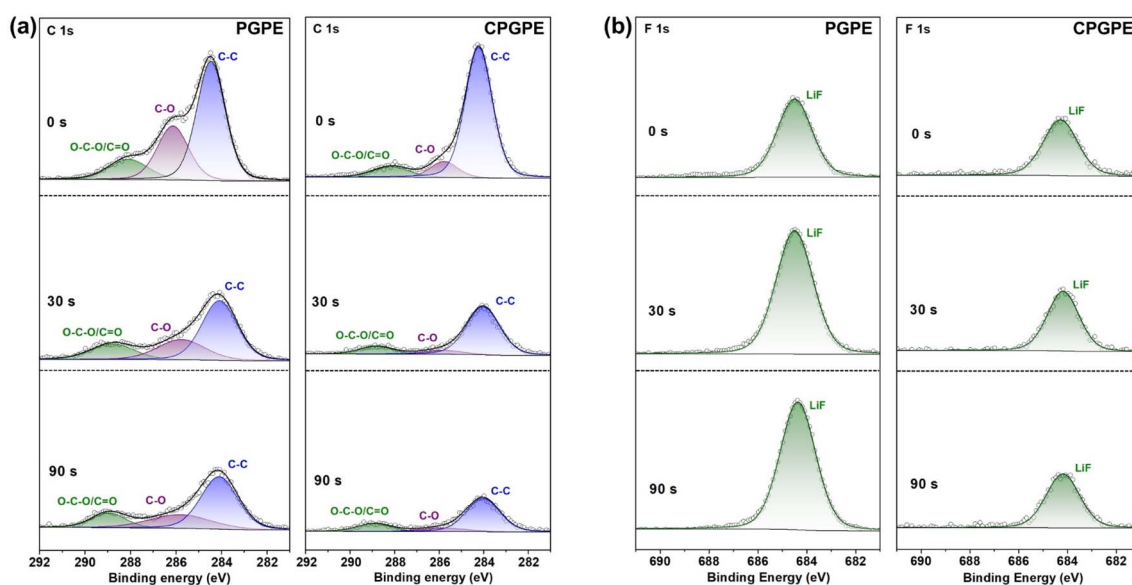 (a)
C 1s PGPE
C-C
C-O
0 s
O-C-O/C=O
C-C
30 s
C-O
O-C-O/C=O
C-C
90 s
C-O
O-C-O/C=O
292 290 288 286 284 282
Binding energy (eV)
C 1s CPGPE
C-C
0 s
C-O
O-C-O/C=O
30 s
C-C
C-O
O-C-O/C=O
90 s
C-C
C-O
O-C-O/C=O
292 290 288 286 284 282
Binding energy (eV)
(b)
F 1s PGPE
LiF
0 s
LiF
30 s
LiF
90 s
690 688 686 684 682
Binding Energy (eV)
F 1s CPGPE
LiF
0 s
LiF
30 s
LiF
90 s
690 688 686 684 682
Binding Energy (eV)